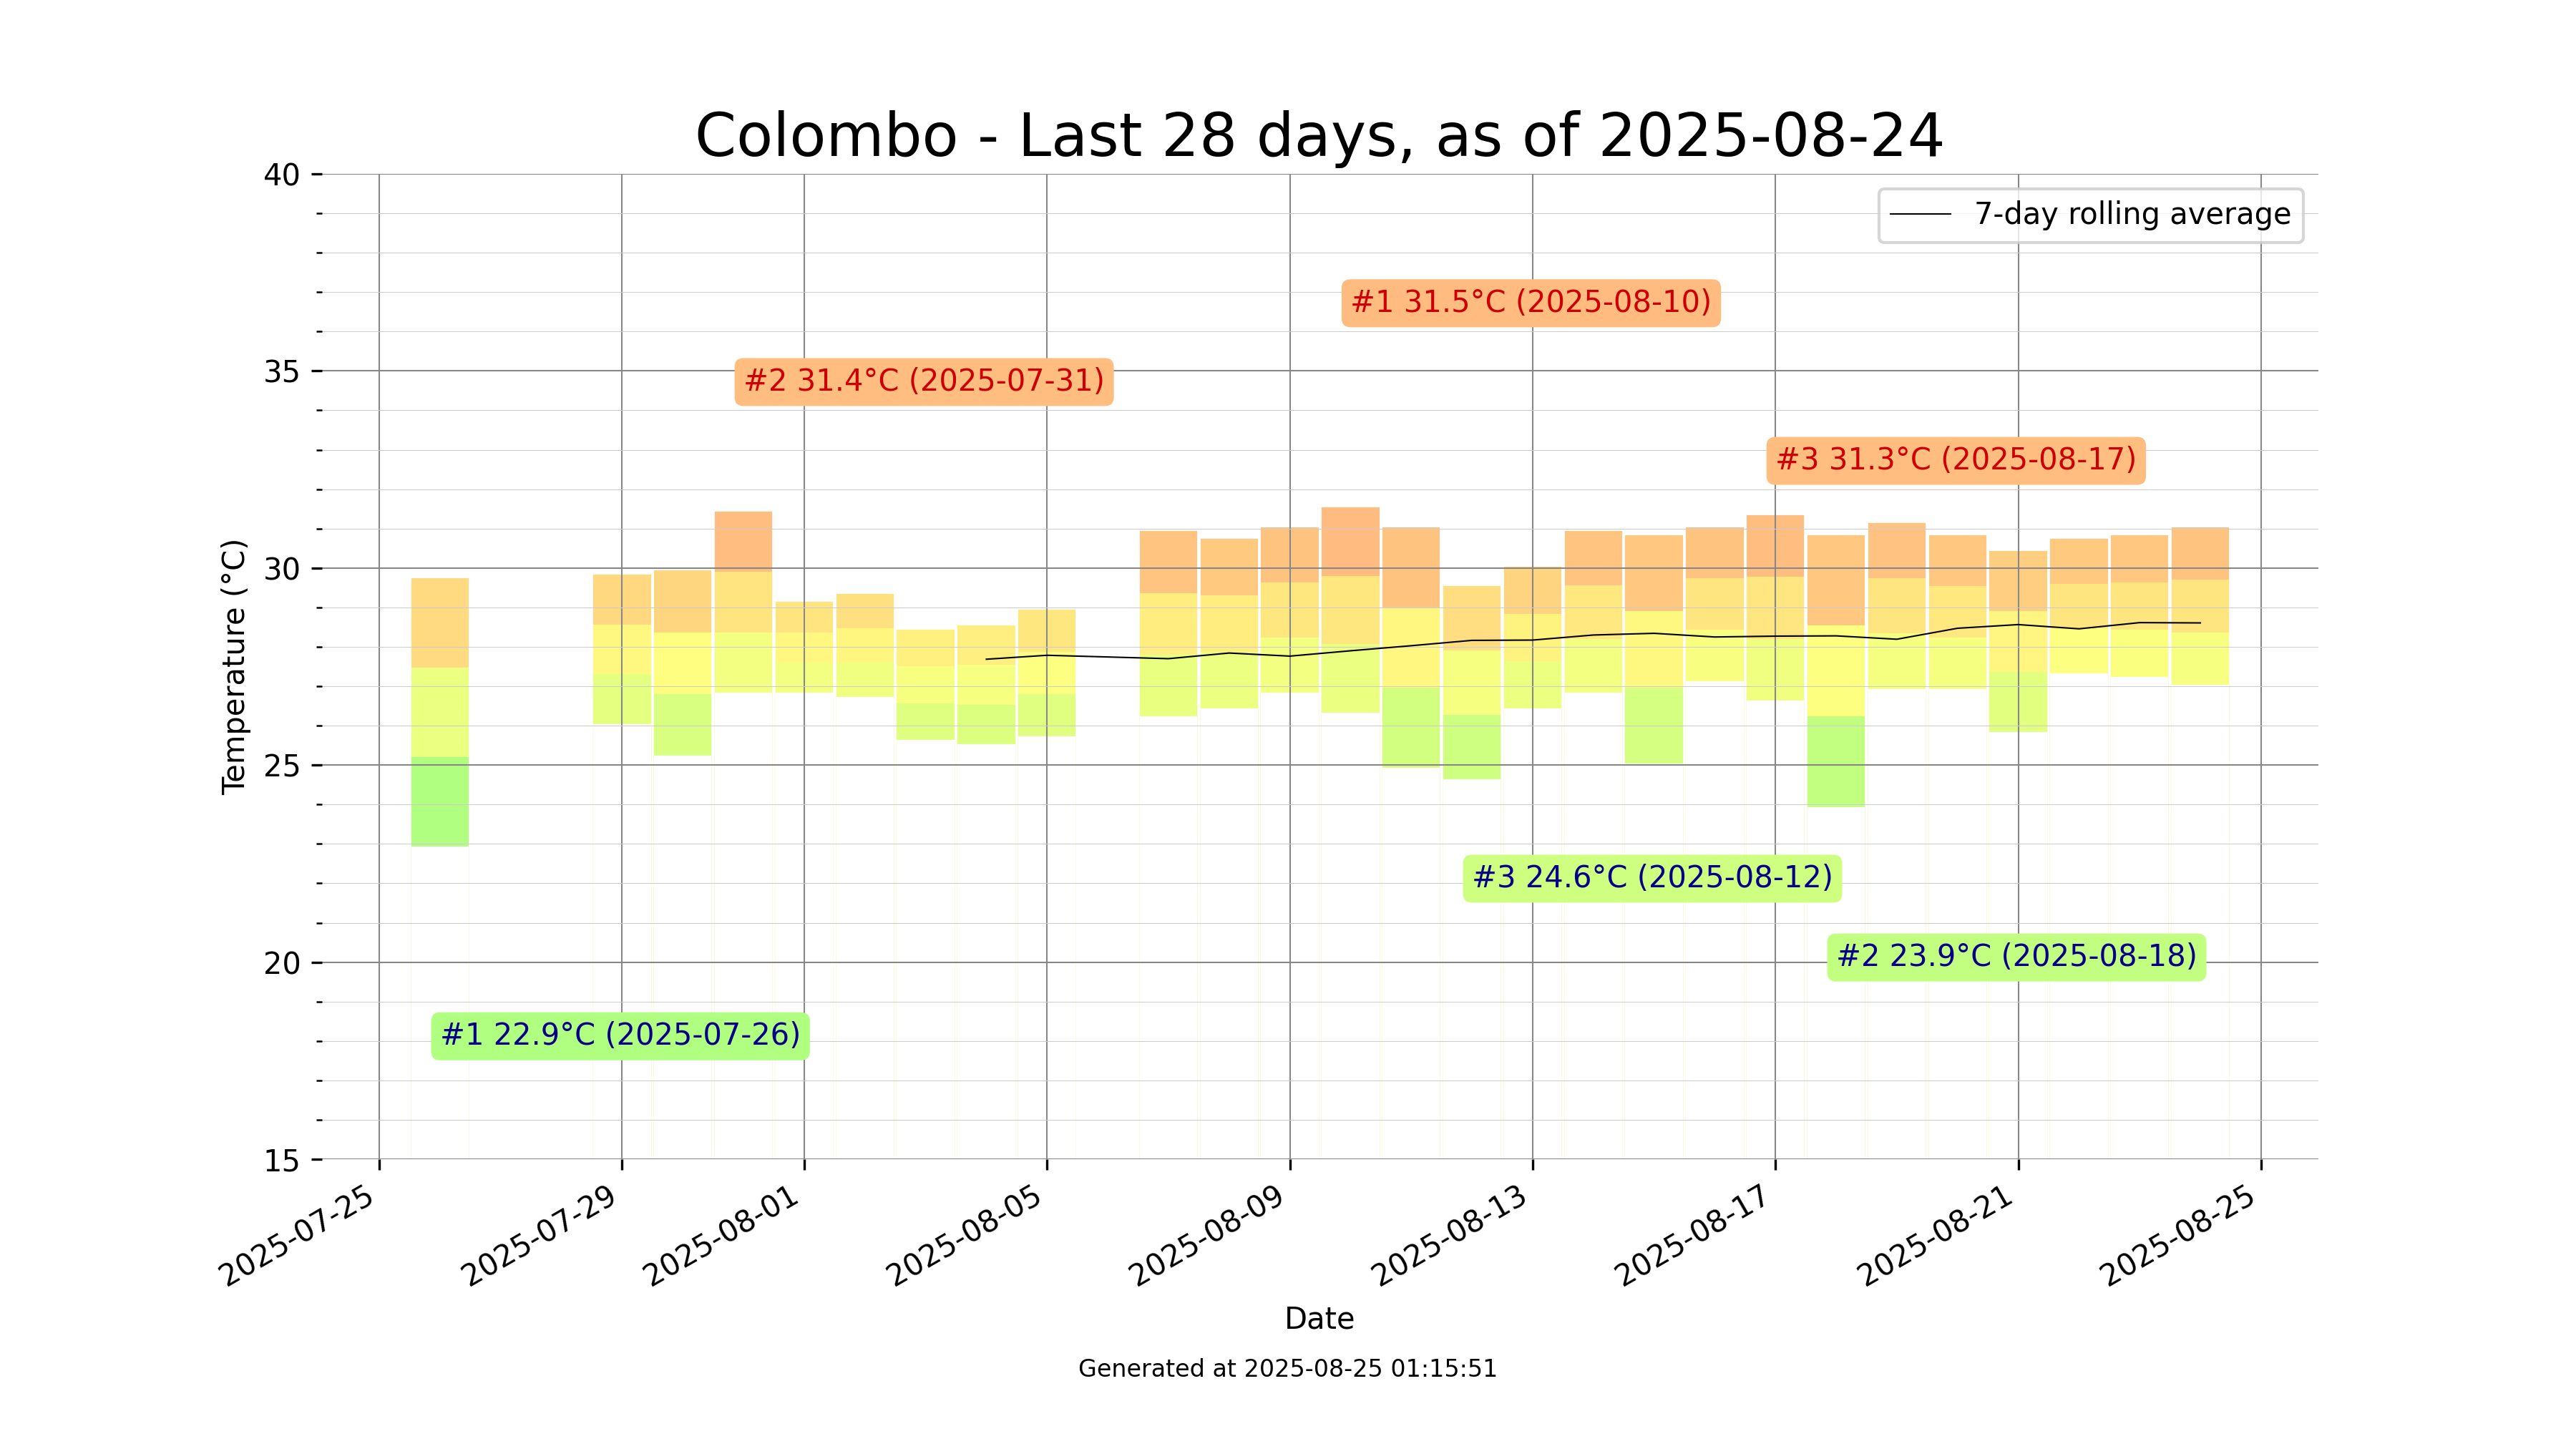 Colombo - Last 28 days, as of 2025-08-24
40
7-day rolling average
#1 31.5°C (2025-08-10)
35
#2 31.4°C (2025-07-31)
#3 31.3°C (2025-08-17)
30
Temperature (°C)
25
#3 24.6°C (2025-08-12)
20
#2 23.9°C (2025-08-18)
#1 22.9°C (2025-07-26)
15
2025-07-25
2025-07-29
2025-08-01
2025-08-05
2025-08-09
2025-08-13
2025-08-17
2025-08-21
2025-08-25
Date
Generated at 2025-08-25 01:15:51